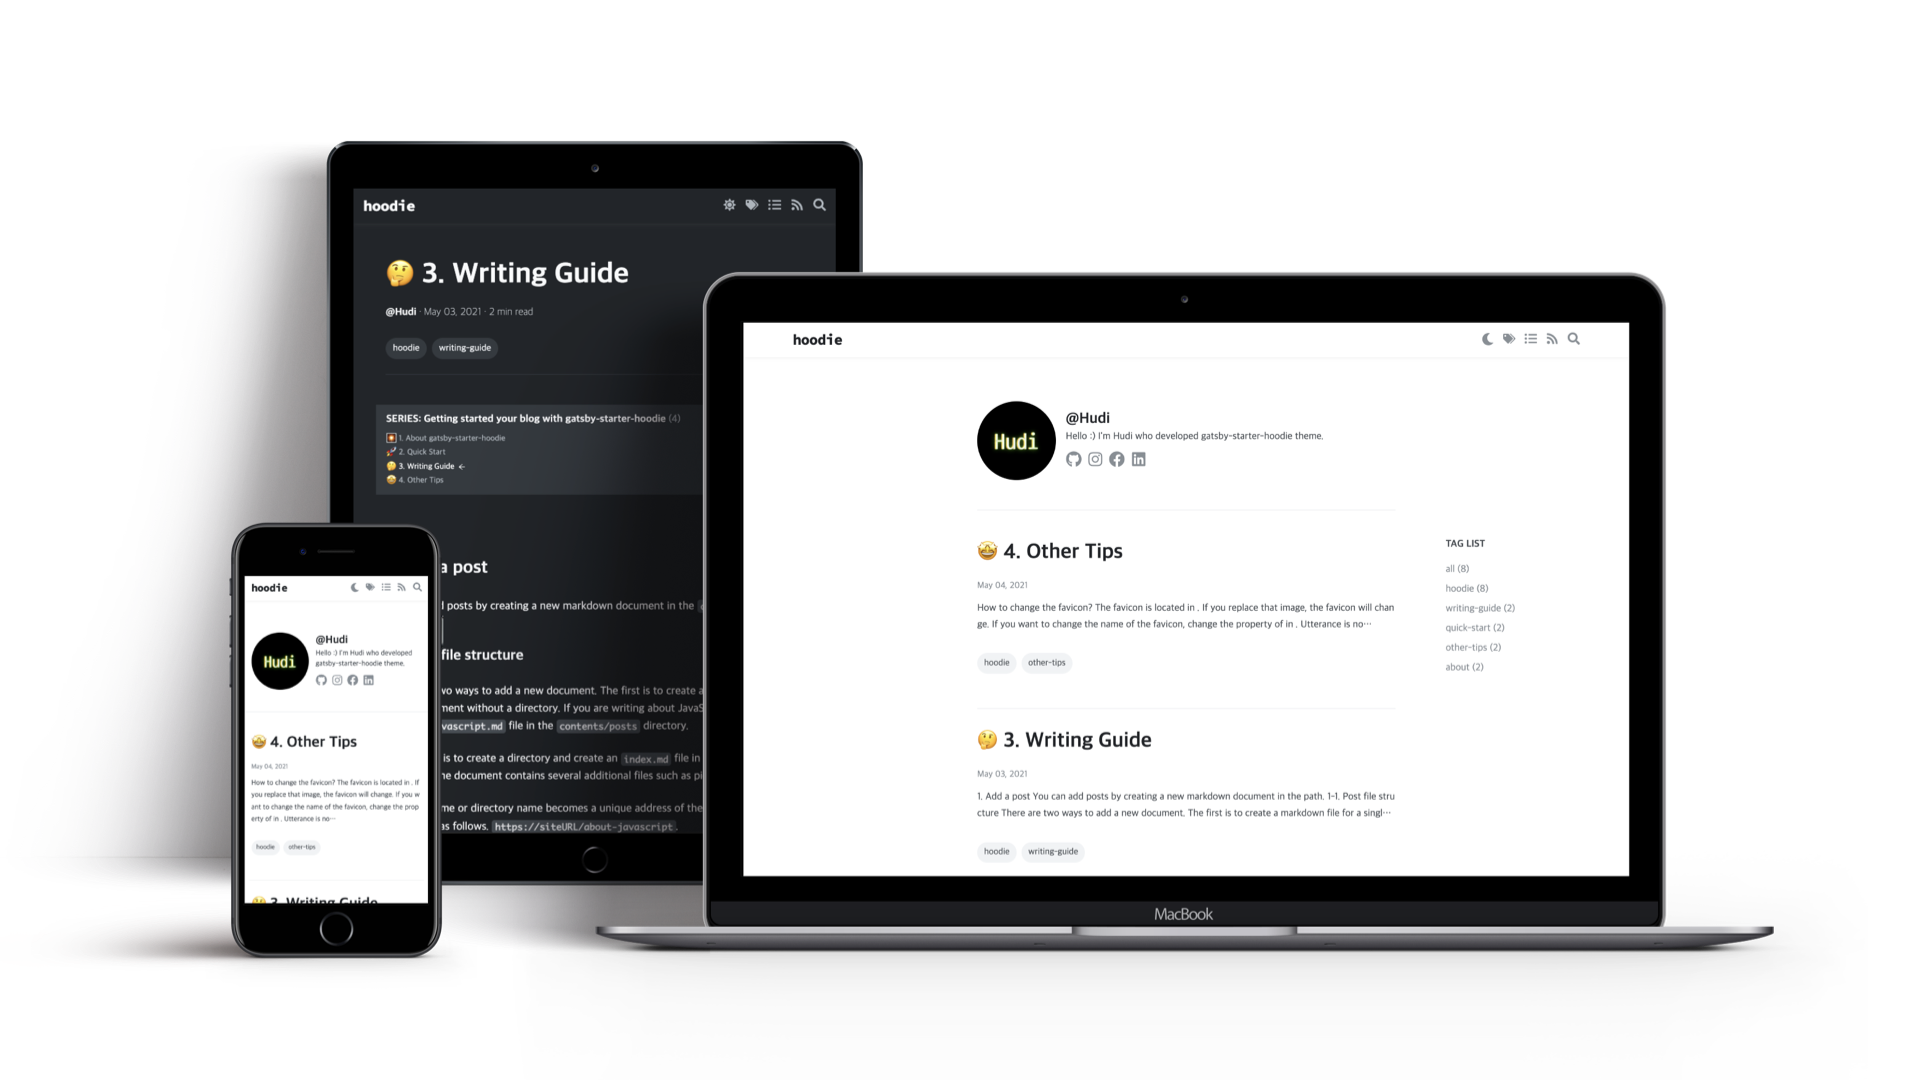 hoodie
🤔 3. Writing Guide
@Hudi · May 03, 2021 · 2 min read
hoodie writing-guide
SERIES: Getting started your blog with gatsby-starter-hoodie (4)
1. About gatsby-starter-hoodie
🚀 2. Quick Start
🤔 3. Writing Guide ←
🤩 4. Other Tips
a post
posts by creating a new markdown document in the
file structure
wo ways to add a new document. The first is to create a
ment without a directory. If you are writing about JavaS
vascript.md file in the contents/posts directory.
is to create a directory and create an index.md file in
ne document contains several additional files such as pi
me or directory name becomes a unique address of the
as follows. https://siteURL/about-javascript.
hoodie
Hudi
@Hudi
Hello :) I'm Hudi who developed
gatsby-starter-hoodie theme.
🤩 4. Other Tips
May 04, 2021
How to change the favicon? The favicon is located in . If
you replace that image, the favicon will change. If you w
ant to change the name of the favicon, change the prop
erty of in . Utterance is no…
hoodie other-tips
🤔 3. Writing Guide
hoodie
Hudi
@Hudi
Hello :) I'm Hudi who developed gatsby-starter-hoodie theme.
🤩 4. Other Tips
May 04, 2021
How to change the favicon? The favicon is located in . If you replace that image, the favicon will chan
ge. If you want to change the name of the favicon, change the property of in . Utterance is no…
hoodie other-tips
🤔 3. Writing Guide
May 03, 2021
1. Add a post You can add posts by creating a new markdown document in the path. 1-1. Post file stru
cture There are two ways to add a new document. The first is to create a markdown file for a singl…
hoodie writing-guide
TAG LIST
all (8)
hoodie (8)
writing-guide (2)
quick-start (2)
other-tips (2)
about (2)
MacBook